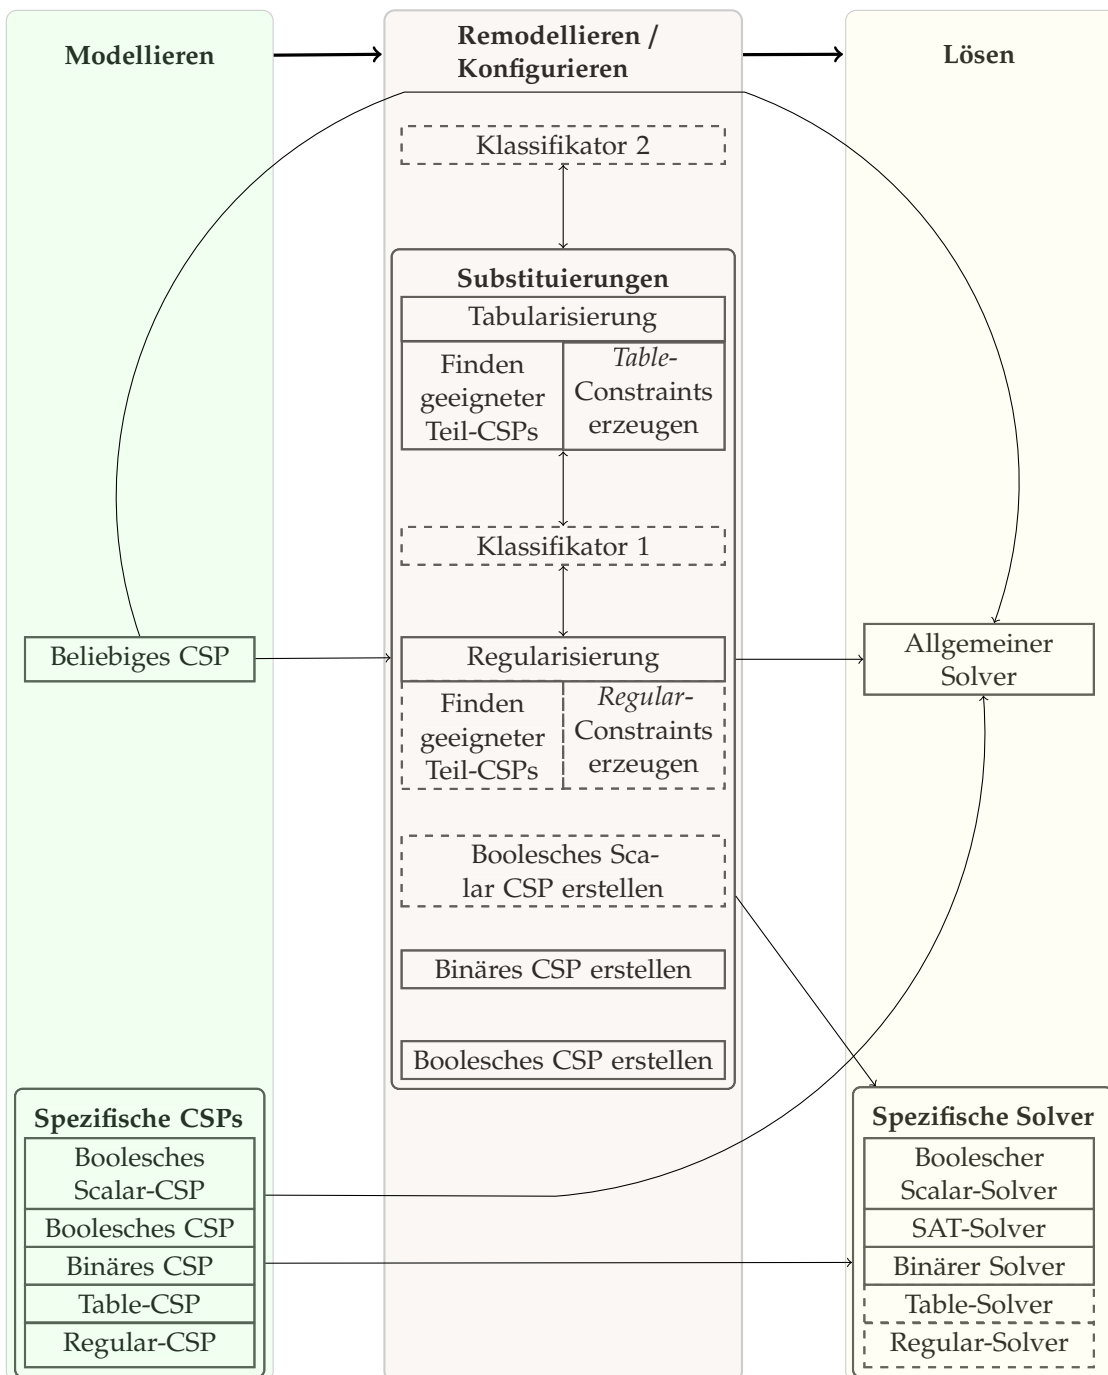 Modellieren
Remodellieren /
Konfigurieren
Lösen
Klassifikator 2
Substituierungen
Tabularisierung
Finden
geeigneter
Teil-CSPs
Table-
Constraints
erzeugen
Klassifikator 1
Beliebiges CSP
Regularisierung
Allgemeiner
Solver
Finden
geeigneter
Teil-CSPs
Regular-
Constraints
erzeugen
Boolesches Sca-
lar CSP erstellen
Binäres CSP erstellen
Boolesches CSP erstellen
Spezifische CSPs
Boolesches
Scalar-CSP
Boolesches CSP
Binäres CSP
Table-CSP
Regular-CSP
Spezifische Solver
Boolescher
Scalar-Solver
SAT-Solver
Binärer Solver
Table-Solver
Regular-Solver